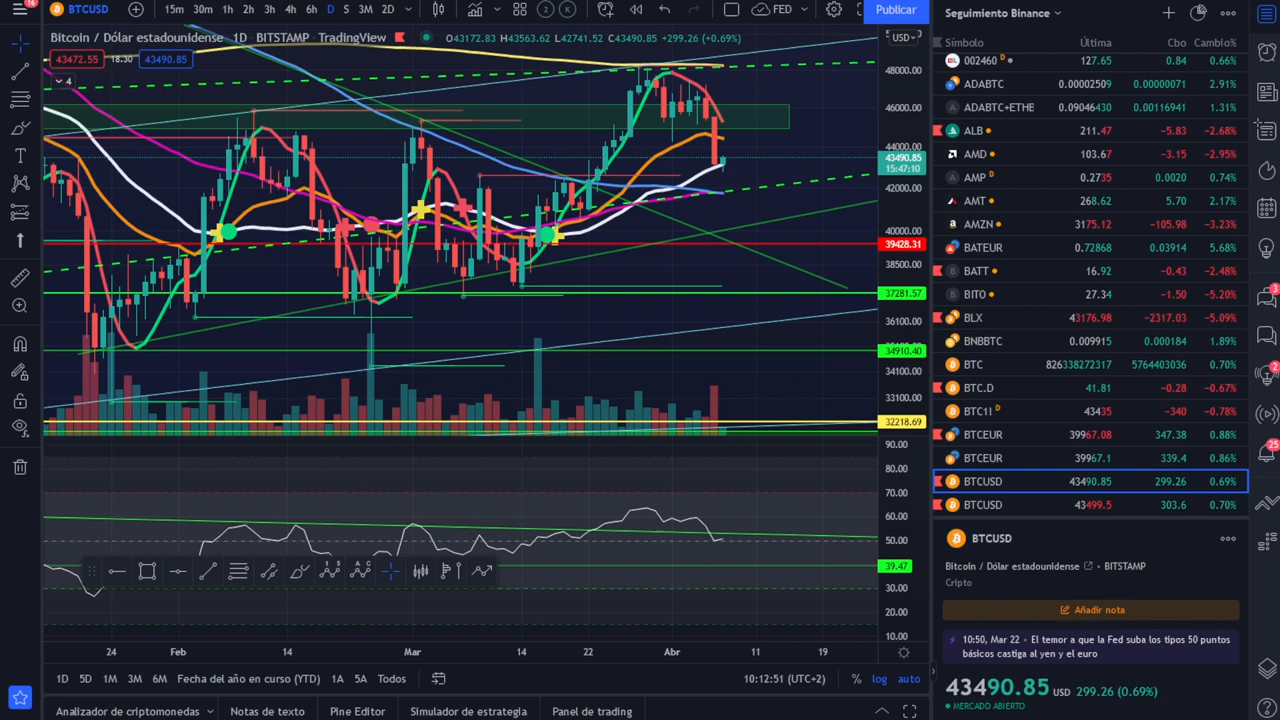 16
BTCUSD
15m 30m 1h 2h 3h 4h 6h D S 3M 2D
2 K
FED
Publicar
Bitcoin / Dólar estadounidense · 1D · BITSTAMP · TradingView
O43172.83 H43563.62 L42741.52 C43490.85 +299.26 (+0.69%)
USD
43472.55 18.30 43490.85
4
48000.00
46000.00
44000.00
43490.85
15:47:10
42000.00
40000.00
39428.31
38500.00
37281.57
36100.00
34910.40
34100.00
33100.00
32218.69
90.00
80.00
70.00
60.00
50.00
39.47
30.00
20.00
10.00
24 Feb 14 Mar 14 22 Abr 11 19
1D 5D 1M 3M 6M Fecha del año en curso (YTD) 1A 5A Todos
10:12:51 (UTC+2) % log auto
Analizador de criptomonedas Notas de texto Pine Editor Simulador de estrategia Panel de trading
Seguimiento Binance
Símbolo Última Cbo Cambio%
002460 D 127.65 0.84 0.66%
ADABTC 0.0000250 0.00000071 2.91%
ADABTC+ETHE 0.09046430 0.00116941 1.31%
ALB 211.47 −5.83 −2.68%
AMD 103.67 −3.15 −2.95%
AMP D 0.2735 0.0020 0.74%
AMT 268.62 5.70 2.17%
AMZN 3175.12 −105.98 −3.23%
BATEUR 0.72868 0.03914 5.68%
BATT 16.92 −0.43 −2.48%
BITO 27.34 −1.50 −5.20%
BLX 43176.98 −2317.03 −5.09%
BNBBTC 0.009915 0.000184 1.89%
BTC 826338272317 5764403036 0.70%
BTC.D 41.81 −0.28 −0.67%
BTC1! D 43435 −340 −0.78%
BTCEUR 39967.08 347.38 0.88%
BTCEUR 39967.1 339.4 0.86%
BTCUSD 43490.85 299.26 0.69%
BTCUSD 43499.5 303.6 0.70%
BTCUSD
Bitcoin / Dólar estadounidense • BITSTAMP
Cripto
Añadir nota
10:50, Mar 22 • El temor a que la Fed suba los tipos 50 puntos
básicos castiga al yen y el euro
43490.85 USD 299.26 (0.69%)
MERCADO ABIERTO
3
2
25